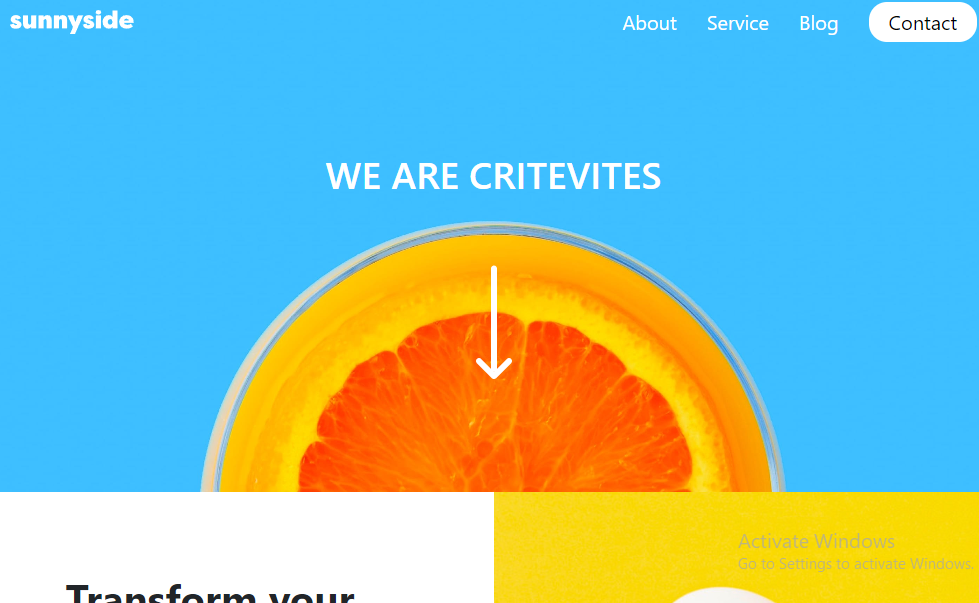 sunnyside
About Service Blog Contact
WE ARE CRITEVITES
Transform your
Activate Windows
Go to Settings to activate Windows.